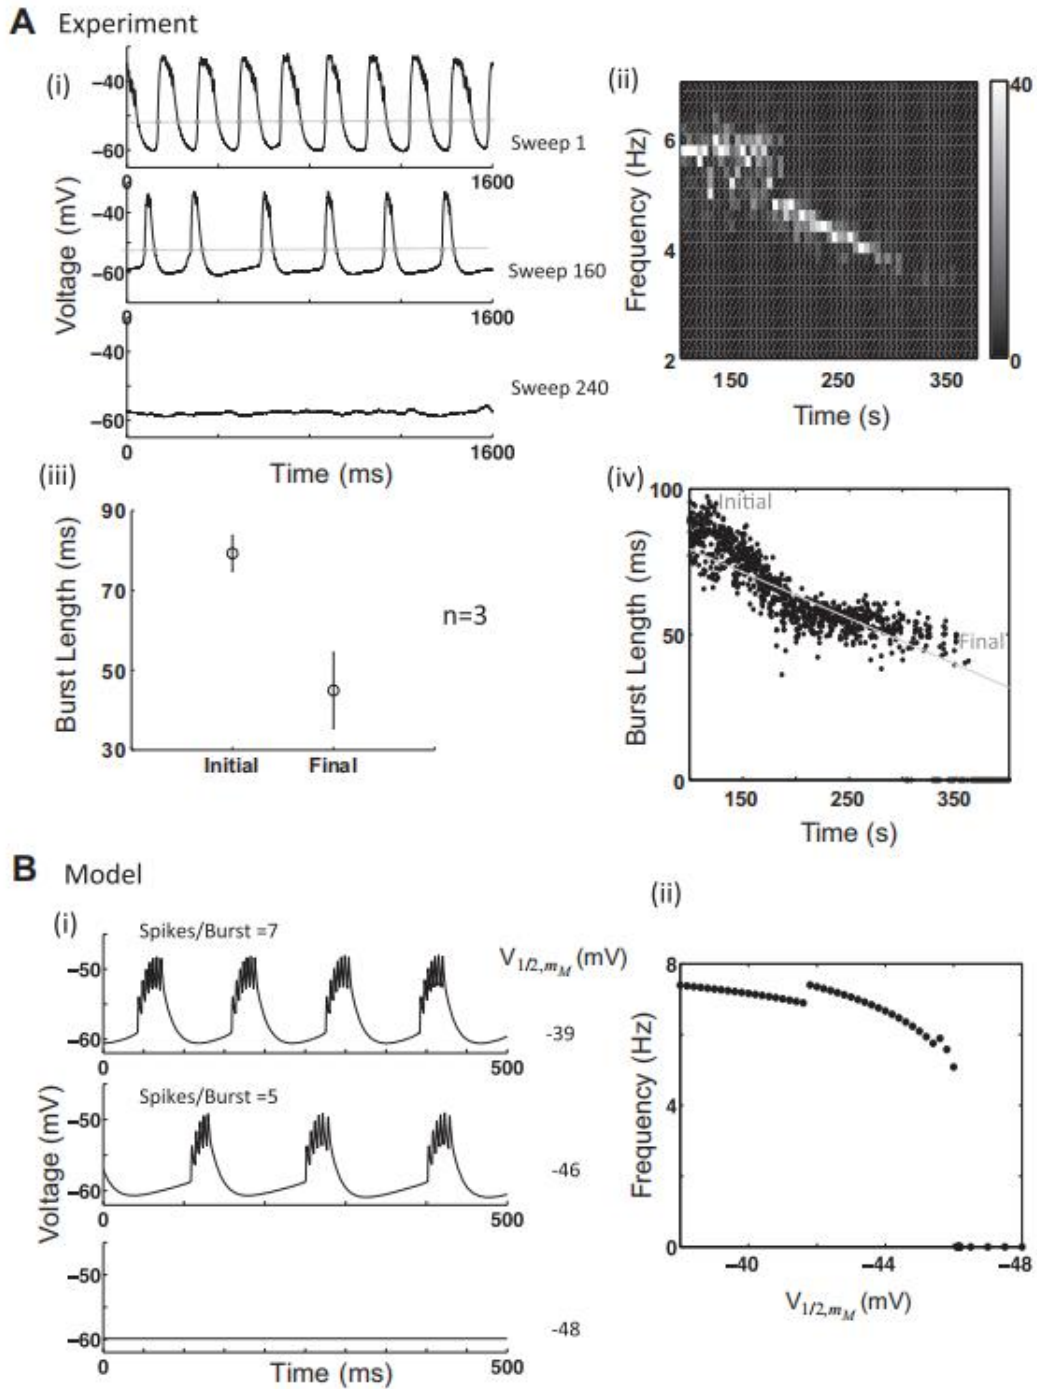 A Experiment
(i)
−40
−60
Sweep 1
0
1600
−40
−60
Sweep 160
0
1600
−40
−60
Sweep 240
0
1600
Voltage (mV)
Time (ms)
(ii)
6
4
2
Frequency (Hz)
150
250
350
Time (s)
40
0
(iii)
90
70
50
30
Burst Length (ms)
n=3
Initial
Final
(iv)
100
50
0
Burst Length (ms)
Initial
Final
150
250
350
Time (s)
B Model
(i)
Spikes/Burst =7
V1/2,mM (mV)
−50
−60
-39
0
500
Spikes/Burst =5
−50
−60
-46
0
500
−50
−60
-48
0
500
Voltage (mV)
Time (ms)
(ii)
8
4
0
Frequency (Hz)
−40
−44
−48
V1/2,mM (mV)